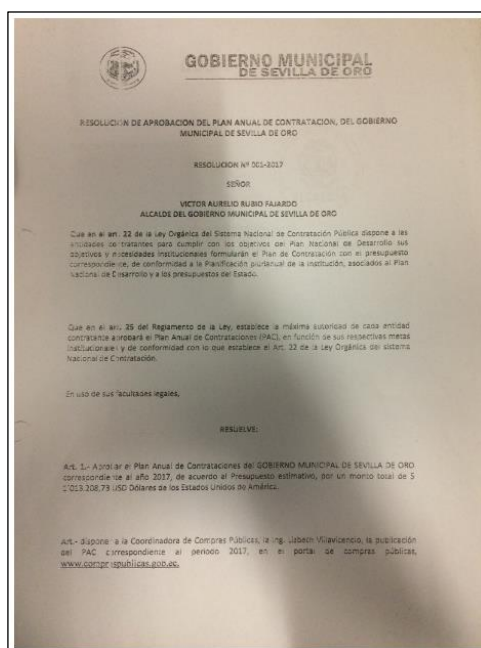 GOBIERNO MUNICIPAL
DE SEVILLA DE ORO
RESOLUCION DE APROBACION DEL PLAN ANUAL DE CONTRATACION, DEL GOBIERNO
MUNICIPAL DE SEVILLA DE ORO
RESOLUCION Nº 001-2017
SEÑOR
VICTOR AURELIO RUBIO FAJARDO
ALCALDE DEL GOBIERNO MUNICIPAL DE SEVILLA DE ORO
Que en el art. 22 de la Ley Orgánica del Sistema Nacional de Contratación Pública dispone a las
entidades contratantes para cumplir con los objetivos del Plan Nacional de Desarrollo sus
objetivos y necesidades institucionales formularán el Plan de Contratación con el presupuesto
correspondiente, de conformidad a la Planificación plurianual de la institución, asociados al Plan
Nacional de Desarrollo y a los presupuestos del Estado.
Que en el art. 25 del Reglamento de la Ley, establece la máxima autoridad de cada entidad
contratante aprobará el Plan Anual de Contrataciones (PAC), en función de sus respectivas metas
institucionales y de conformidad con lo que establece el Art. 22 de la Ley Orgánica del sistema
Nacional de Contratación.
En uso de sus facultades legales,
RESUELVE:
Art. 1.- Aprobar el Plan Anual de Contrataciones del GOBIERNO MUNICIPAL DE SEVILLA DE ORO
correspondiente al año 2017, de acuerdo al Presupuesto estimativo, por un monto total de $
013.208,73 USD Dólares de los Estados Unidos de América.
Art.- dispone a la Coordinadora de Compras Públicas, la Ing. Lisbeth Villavicencio, la publicación
del PAC correspondiente al periodo 2017, en el portal de compras públicas,
www.compraspublicas.gob.ec.